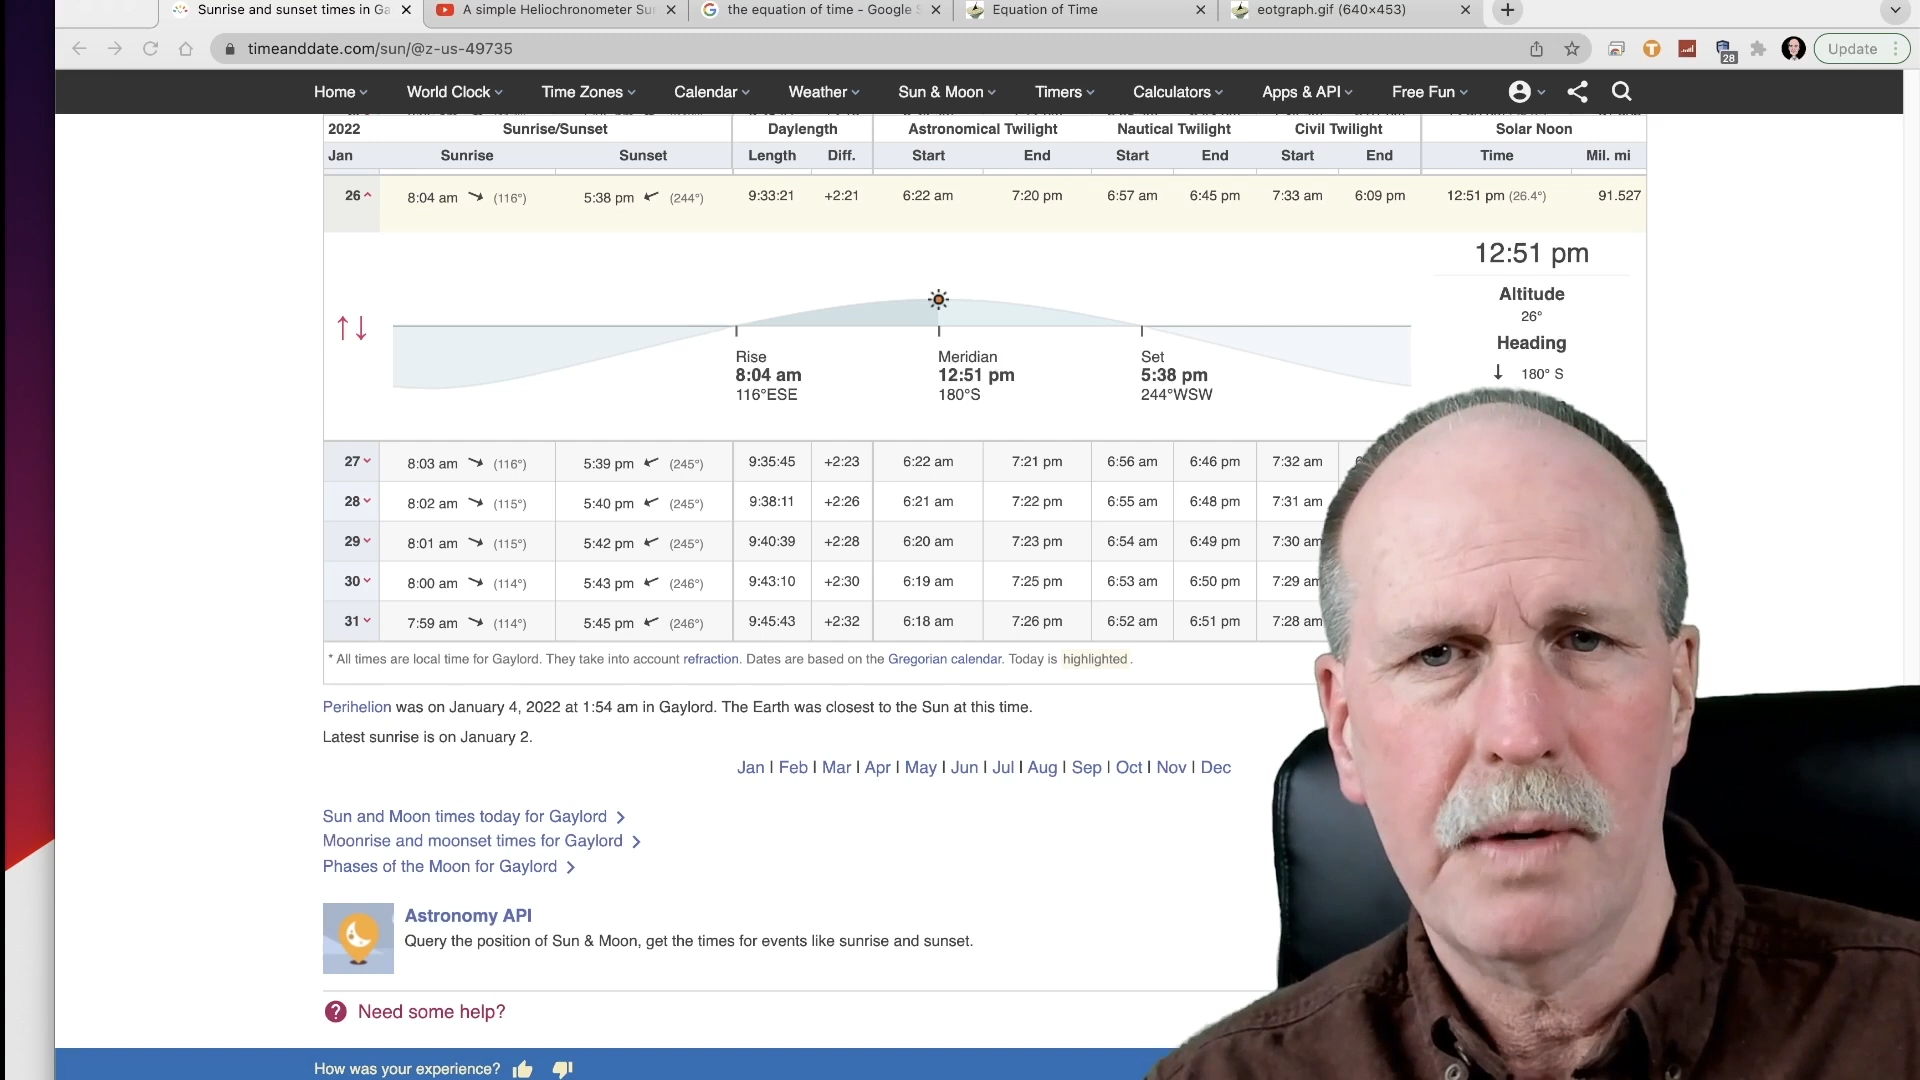 Sunrise and sunset times in Ga
A simple Heliochronometer Su
the equation of time - Google S
Equation of Time
eotgraph.gif (640×453)
timeanddate.com/sun/@z-us-49735
28
Update
Home World Clock Time Zones Calendar Weather Sun & Moon Timers Calculators Apps & API Free Fun
2022 Sunrise/Sunset Daylength Astronomical Twilight Nautical Twilight Civil Twilight Solar Noon
Jan Sunrise Sunset Length Diff. Start End Start End Start End Time Mil. mi
26 8:04 am (116°) 5:38 pm (244°) 9:33:21 +2:21 6:22 am 7:20 pm 6:57 am 6:45 pm 7:33 am 6:09 pm 12:51 pm (26.4°) 91.527
12:51 pm
Altitude
26°
Heading
↓ 180° S
↑↓
Rise Meridian Set
8:04 am 12:51 pm 5:38 pm
116°ESE 180°S 244°WSW
27 8:03 am (116°) 5:39 pm (245°) 9:35:45 +2:23 6:22 am 7:21 pm 6:56 am 6:46 pm 7:32 am
28 8:02 am (115°) 5:40 pm (245°) 9:38:11 +2:26 6:21 am 7:22 pm 6:55 am 6:48 pm 7:31 am
29 8:01 am (115°) 5:42 pm (245°) 9:40:39 +2:28 6:20 am 7:23 pm 6:54 am 6:49 pm 7:30 am
30 8:00 am (114°) 5:43 pm (246°) 9:43:10 +2:30 6:19 am 7:25 pm 6:53 am 6:50 pm 7:29 am
31 7:59 am (114°) 5:45 pm (246°) 9:45:43 +2:32 6:18 am 7:26 pm 6:52 am 6:51 pm 7:28 am
* All times are local time for Gaylord. They take into account refraction. Dates are based on the Gregorian calendar. Today is highlighted.
Perihelion was on January 4, 2022 at 1:54 am in Gaylord. The Earth was closest to the Sun at this time.
Latest sunrise is on January 2.
Jan | Feb | Mar | Apr | May | Jun | Jul | Aug | Sep | Oct | Nov | Dec
Sun and Moon times today for Gaylord
Moonrise and moonset times for Gaylord
Phases of the Moon for Gaylord
Astronomy API
Query the position of Sun & Moon, get the times for events like sunrise and sunset.
? Need some help?
How was your experience?